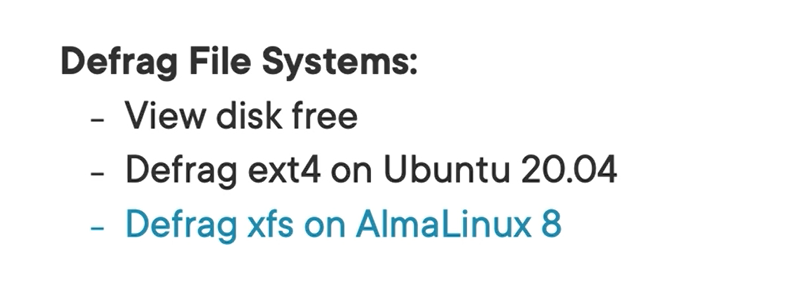 Defrag File Systems:
- View disk free
- Defrag ext4 on Ubuntu 20.04
- Defrag xfs on AlmaLinux 8